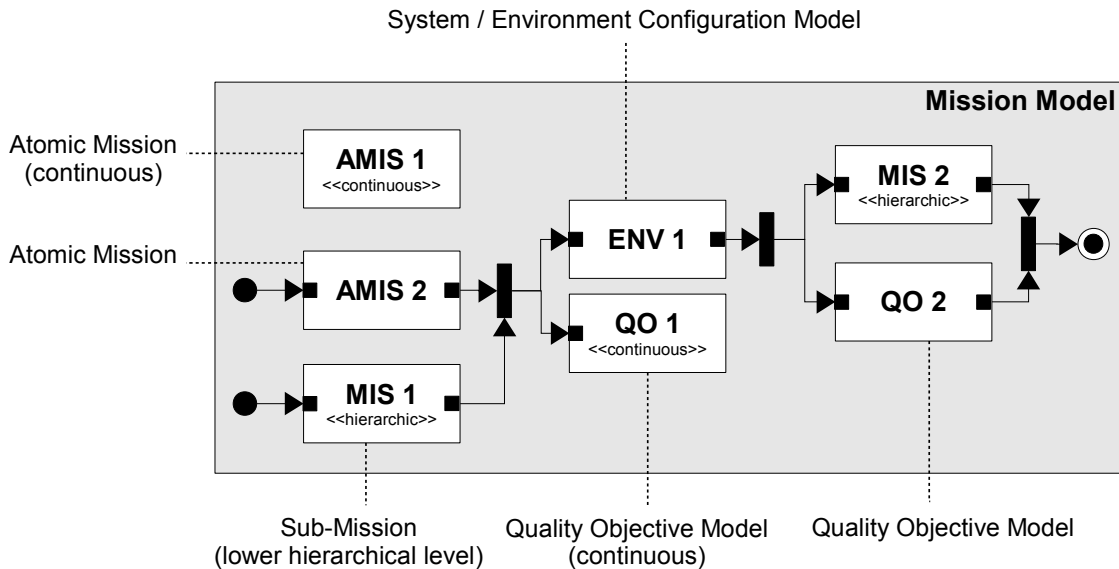 System / Environment Configuration Model
Mission Model
Atomic Mission
(continuous)
AMIS 1
<<continuous>>
MIS 2
<<hierarchic>>
ENV 1
Atomic Mission
AMIS 2
QO 2
QO 1
<<continuous>>
MIS 1
<<hierarchic>>
Sub-Mission
(lower hierarchical level)
Quality Objective Model
(continuous)
Quality Objective Model